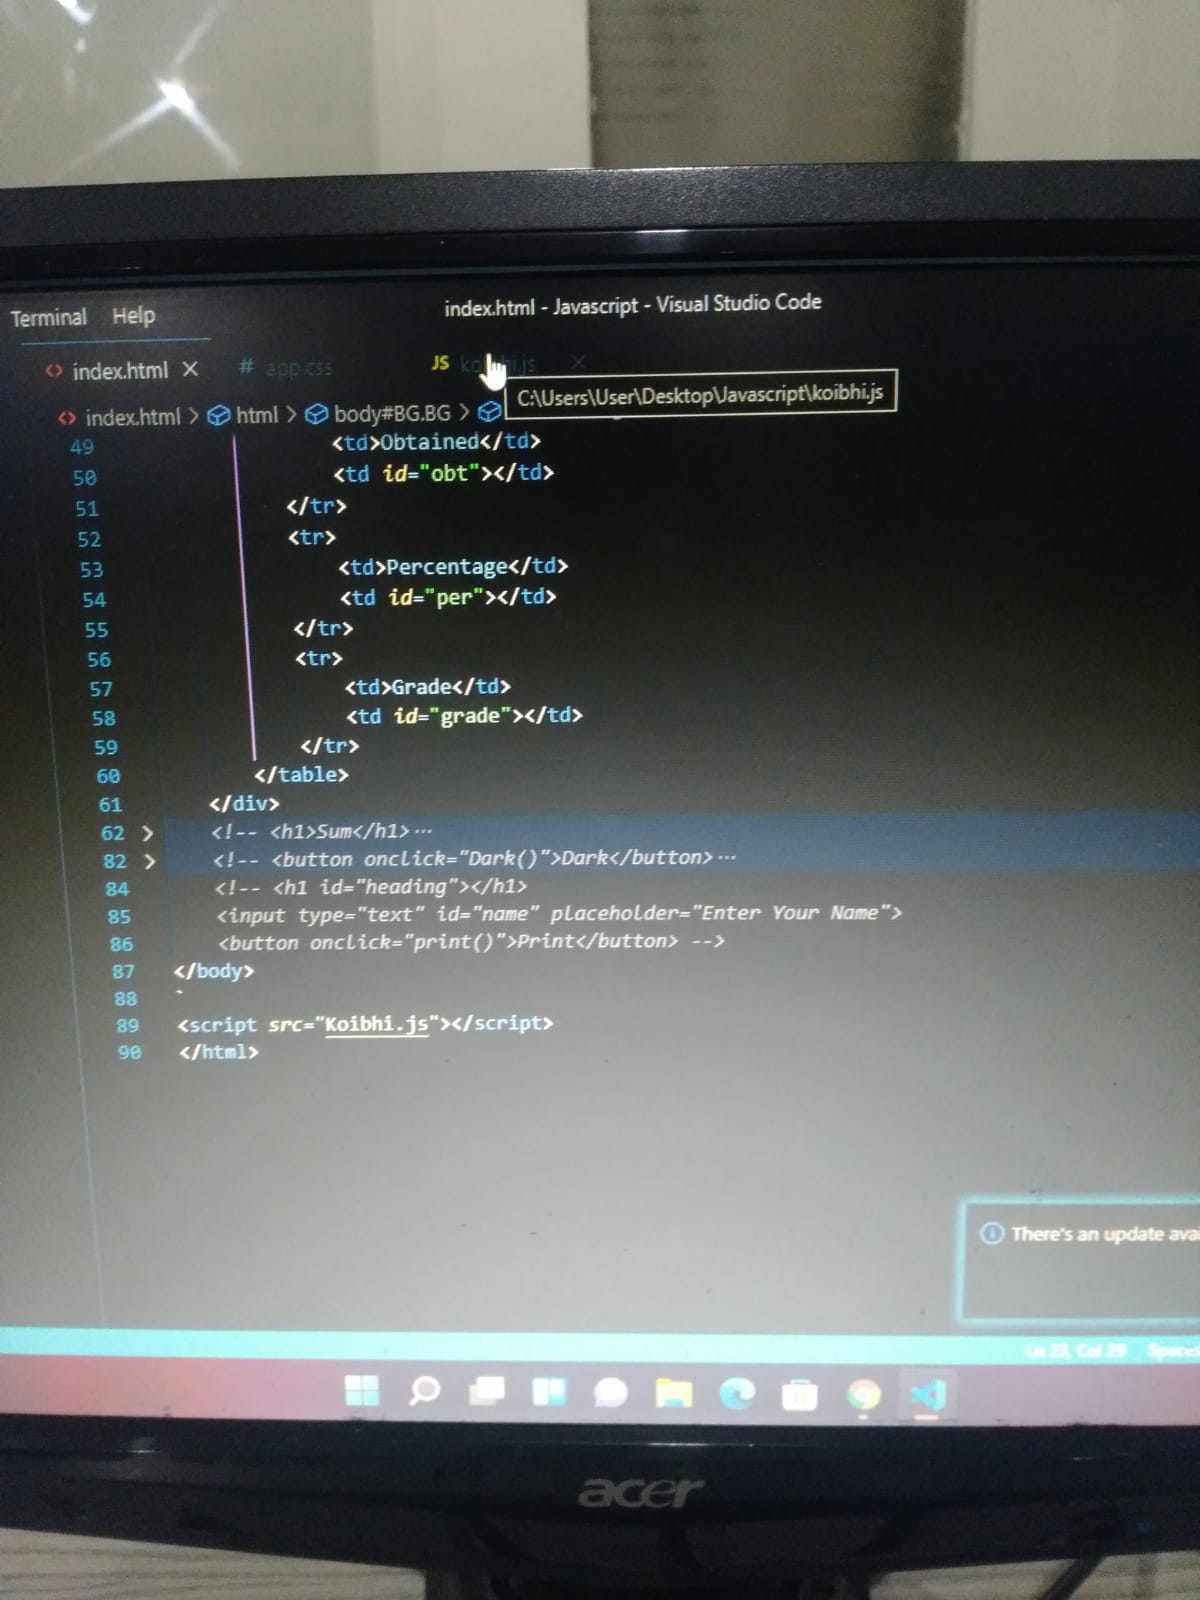 Terminal Help index.html - Javascript - Visual Studio Code
index.html # app.css JS koibhi.js
C:\Users\User\Desktop\Javascript\koibhi.js
index.html > html > body#BG.BG >
49 <td>Obtained</td>
50 <td id="obt"></td>
51 </tr>
52 <tr>
53 <td>Percentage</td>
54 <td id="per"></td>
55 </tr>
56 <tr>
57 <td>Grade</td>
58 <td id="grade"></td>
59 </tr>
60 </table>
61 </div>
62 > <!-- <h1>Sum</h1>···
82 > <!-- <button onclick="Dark()">Dark</button>···
84 <!-- <h1 id="heading"></h1>
85 <input type="text" id="name" placeholder="Enter Your Name">
86 <button onclick="print()">Print</button> -->
87 </body>
88 `
89 <script src="Koibhi.js"></script>
90 </html>
There's an update ava
Ln 23, Col 29 Spaces
acer